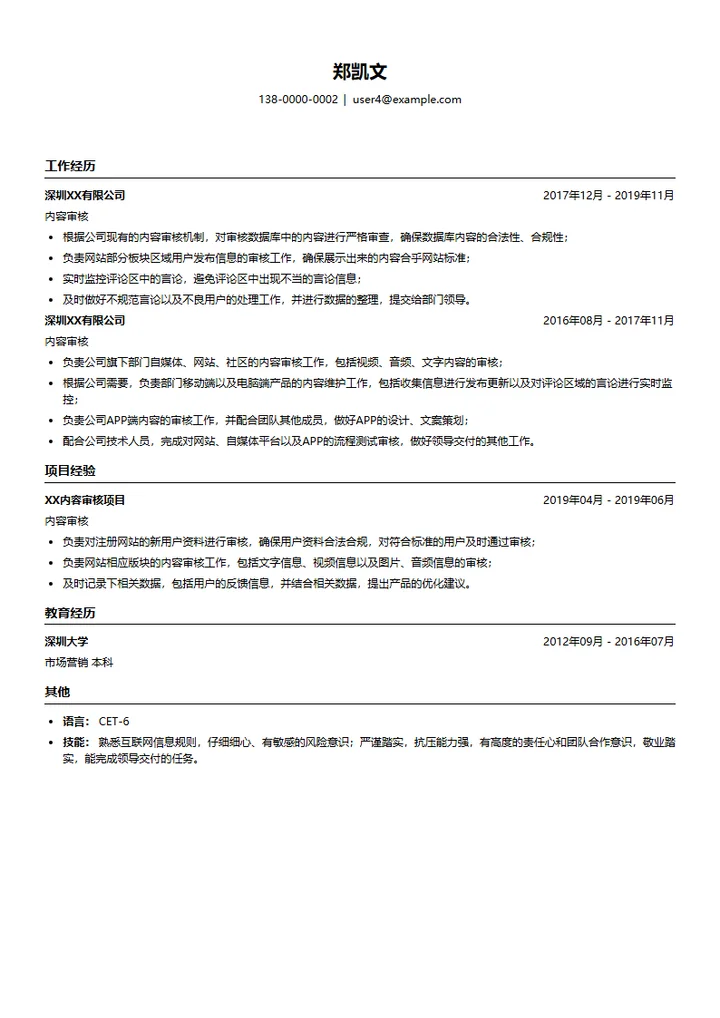 郑凯文
138-0000-0002 | user4@example.com
工作经历
深圳XX有限公司 2017年12月 - 2019年11月
内容审核
• 根据公司现有的内容审核机制，对审核数据库中的内容进行严格审查，确保数据库内容的合法性、合规性；
• 负责网站部分板块区域用户发布信息的审核工作，确保展示出来的内容合乎网站标准；
• 实时监控评论区中的言论，避免评论区中出现不当的言论信息；
• 及时做好不规范言论以及不良用户的处理工作，并进行数据的整理，提交给部门领导。
深圳XX有限公司 2016年08月 - 2017年11月
内容审核
• 负责公司旗下部门自媒体、网站、社区的内容审核工作，包括视频、音频、文字内容的审核；
• 根据公司需要，负责部门移动端以及电脑端产品的内容维护工作，包括收集信息进行发布更新以及对评论区域的言论进行实时监
控；
• 负责公司APP端内容的审核工作，并配合团队其他成员，做好APP的设计、文案策划；
• 配合公司技术人员，完成对网站、自媒体平台以及APP的流程测试审核，做好领导交付的其他工作。
项目经验
XX内容审核项目 2019年04月 - 2019年06月
内容审核
• 负责对注册网站的新用户资料进行审核，确保用户资料合法合规，对符合标准的用户及时通过审核；
• 负责网站相应版块的内容审核工作，包括文字信息、视频信息以及图片、音频信息的审核；
• 及时记录下相关数据，包括用户的反馈信息，并结合相关数据，提出产品的优化建议。
教育经历
深圳大学 2012年09月 - 2016年07月
市场营销 本科
其他
• 语言： CET-6
• 技能： 熟悉互联网信息规则，仔细细心、有敏感的风险意识；严谨踏实，抗压能力强，有高度的责任心和团队合作意识，敬业踏
实，能完成领导交付的任务。